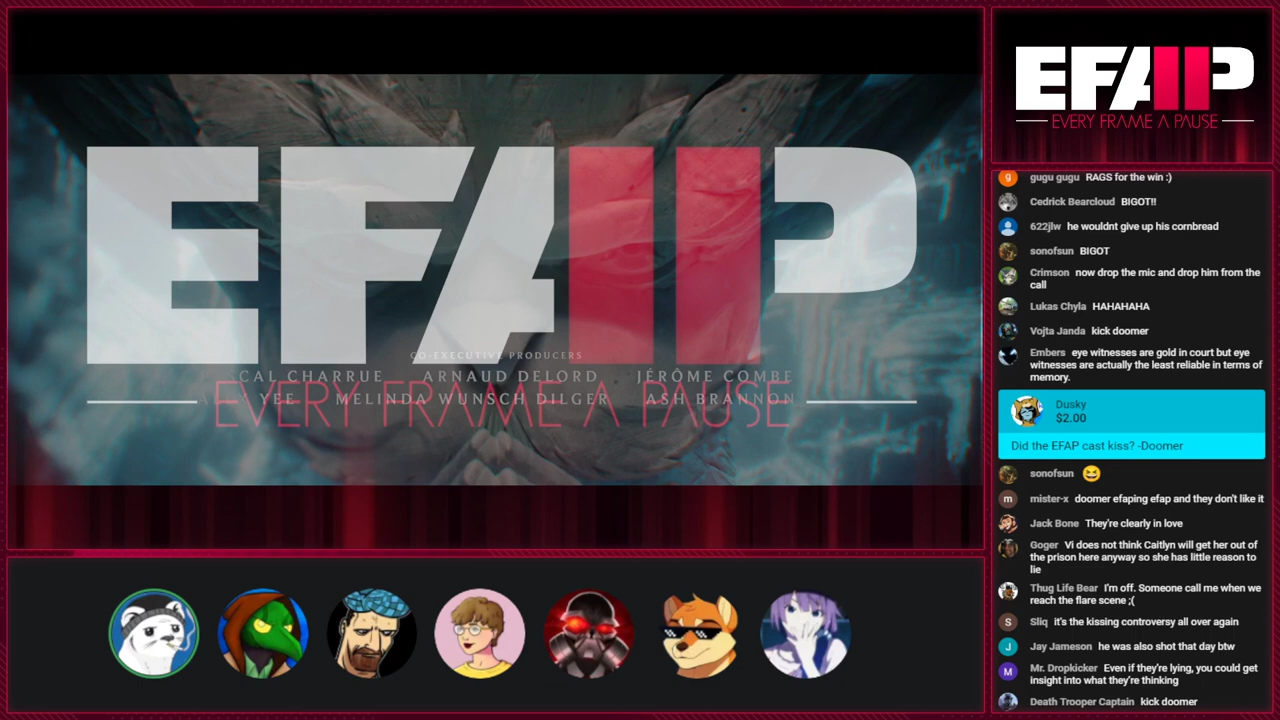 EFAP
CO-EXECUTIVE PRODUCERS
CAL CHARRUE ARNAUD DELORD JÉRÔME COMBE
YEE MELINDA WUNSCH DILGER ASH BRANNON
EVERY FRAME A PAUSE
EFAP
EVERY FRAME A PAUSE
g
gugu gugu RAGS for the win :)
Cedrick Bearcloud BIGOT!!
622jlw he wouldnt give up his cornbread
sonofsun BIGOT
Crimson now drop the mic and drop him from the
call
Lukas Chyla HAHAHAHA
Vojta Janda kick doomer
Embers eye witnesses are gold in court but eye
witnesses are actually the least reliable in terms of
memory.
Dusky
$2.00
Did the EFAP cast kiss? -Doomer
sonofsun 😆
m
mister-x doomer efaping efap and they don't like it
Jack Bone They're clearly in love
Goger Vi does not think Caitlyn will get her out of
the prison here anyway so she has little reason to
lie
Thug Life Bear I'm off. Someone call me when we
reach the flare scene ;(
S
Sliq it's the kissing controversy all over again
J
Jay Jameson he was also shot that day btw
M
Mr. Dropkicker Even if they're lying, you could get
insight into what they're thinking
Death Trooper Captain kick doomer